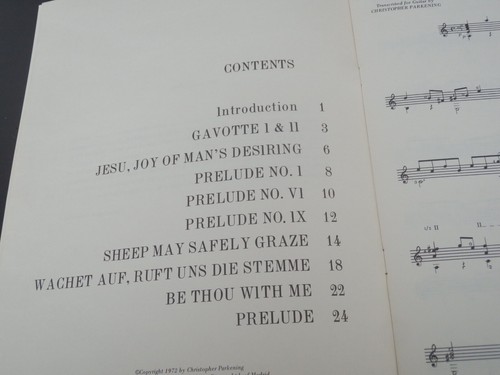 CONTENTS
Introduction 1
GAVOTTE I & II 3
JESU, JOY OF MAN'S DESIRING 6
PRELUDE NO. I 8
PRELUDE NO. VI 10
PRELUDE NO. IX 12
SHEEP MAY SAFELY GRAZE 14
WACHET AUF, RUFT UNS DIE STEMME 18
BE THOU WITH ME 22
PRELUDE 24
©Copyright 1972 by Christopher Parkening
Transcribed for Guitar by
CHRISTOPHER PARKENING